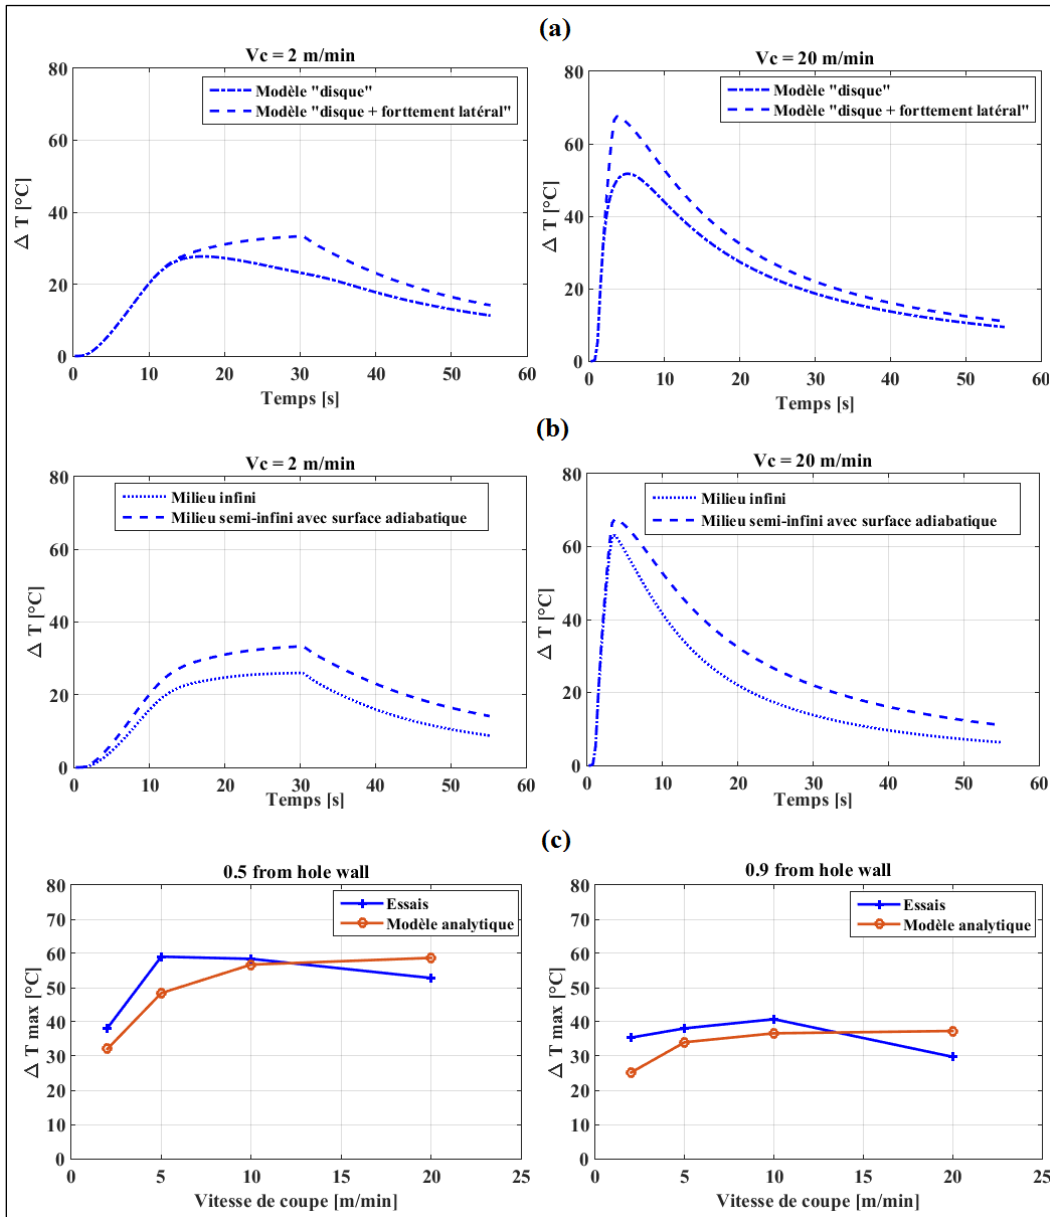 (a)
Vc = 2 m/min
80
60
40
20
0
Δ T [°C]
Modèle "disque"
Modèle "disque + forttement latéral"
0 10 20 30 40 50 60
Temps [s]
Vc = 20 m/min
80
60
40
20
0
Δ T [°C]
Modèle "disque"
Modèle "disque + forttement latéral"
0 10 20 30 40 50 60
Temps [s]
(b)
Vc = 2 m/min
80
60
40
20
0
Δ T [°C]
Milieu infini
Milieu semi-infini avec surface adiabatique
0 10 20 30 40 50 60
Temps [s]
Vc = 20 m/min
80
60
40
20
0
Δ T [°C]
Milieu infini
Milieu semi-infini avec surface adiabatique
0 10 20 30 40 50 60
Temps [s]
(c)
0.5 from hole wall
80
70
60
50
40
30
20
10
0
Δ T max [°C]
Essais
Modèle analytique
0 5 10 15 20 25
Vitesse de coupe [m/min]
0.9 from hole wall
80
70
60
50
40
30
20
10
0
Δ T max [°C]
Essais
Modèle analytique
0 5 10 15 20 25
Vitesse de coupe [m/min]